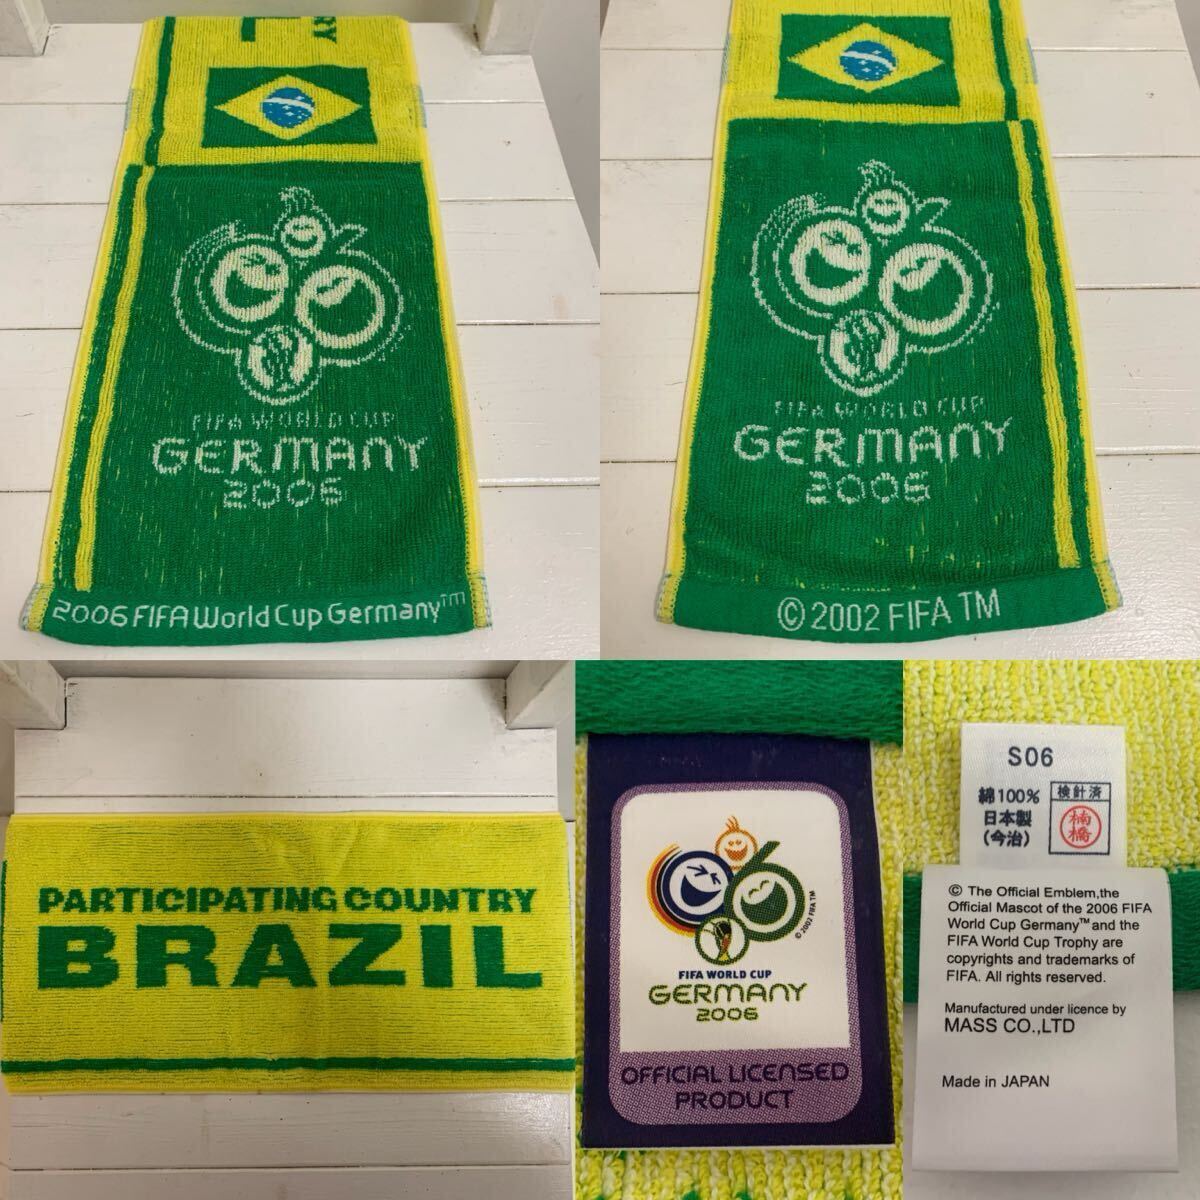 RY
L
FIFA WORLD CUP
GERMANY
2006
2006 FIFA World Cup Germany™
FIFA WORLD CUP
GERMANY
2006
© 2002 FIFA TM
PARTICIPATING COUNTRY
BRAZIL
© 2002 FIFA TM
FIFA WORLD CUP
GERMANY
2006
OFFICIAL LICENSED
PRODUCT
S06
綿100%
日本製
(今治)
検針済
楠橋
© The Official Emblem,the
Official Mascot of the 2006 FIFA
World Cup Germany™ and the
FIFA World Cup Trophy are
copyrights and trademarks of
FIFA. All rights reserved.
Manufactured under licence by
MASS CO.,LTD
Made in JAPAN